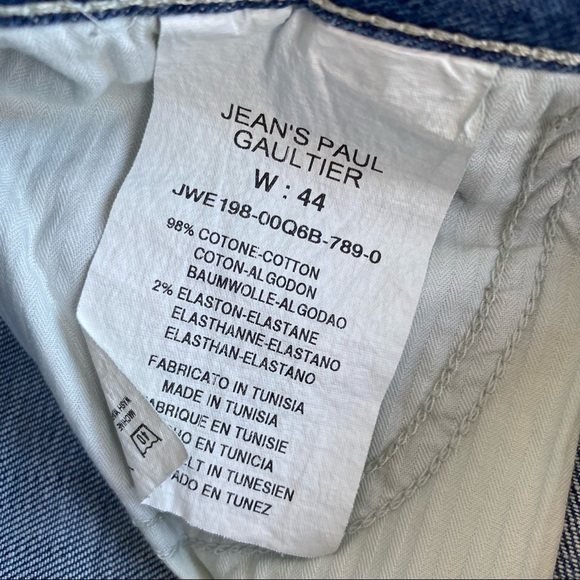 JEAN'S PAUL
GAULTIER
W : 44
JWE198-00Q6B-789-0
98% COTONE-COTTON
COTON-ALGODON
BAUMWOLLE-ALGODAO
2% ELASTON-ELASTANE
ELASTHANNE-ELASTANO
ELASTHAN-ELASTANO
FABRICATO IN TUNISIA
MADE IN TUNISIA
ABRIQUE EN TUNISIE
HO EN TUNICIA
ELT IN TUNESIEN
ADO EN TUNEZ
40